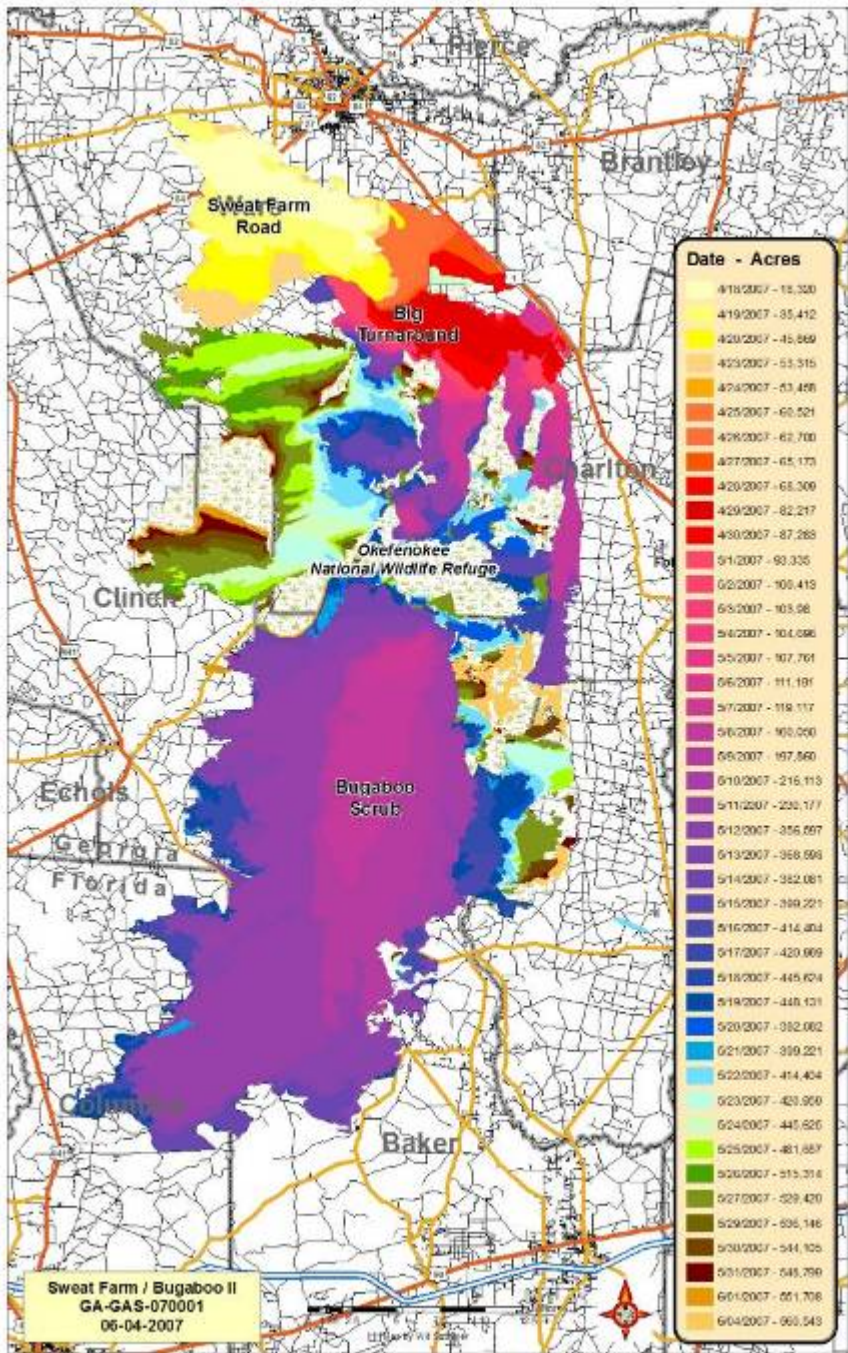 Pierce
Brantley
Sweat Farm
Road
Big
Turnaround
Charlton
Okefenokee
National Wildlife Refuge
Clinch
Echols
Bugaboo
Scrub
Georgia
Florida
Columbia
Baker
Date - Acres
4/18/2007 - 18,320
4/19/2007 - 35,412
4/20/2007 - 45,869
4/23/2007 - 53,315
4/24/2007 - 53,458
4/25/2007 - 60,521
4/26/2007 - 62,700
4/27/2007 - 65,173
4/28/2007 - 68,309
4/29/2007 - 82,217
4/30/2007 - 87,283
5/1/2007 - 93,335
5/2/2007 - 100,413
5/3/2007 - 103,98
5/4/2007 - 104,696
5/5/2007 - 107,761
5/6/2007 - 111,191
5/7/2007 - 119,117
5/8/2007 - 160,050
5/9/2007 - 197,860
5/10/2007 - 216,113
5/11/2007 - 230,177
5/12/2007 - 356,597
5/13/2007 - 368,598
5/14/2007 - 382,081
5/15/2007 - 399,221
5/16/2007 - 414,404
5/17/2007 - 420,969
5/18/2007 - 445,624
5/19/2007 - 448,131
5/20/2007 - 382,082
5/21/2007 - 399,221
5/22/2007 - 414,404
5/23/2007 - 420,959
5/24/2007 - 445,625
5/25/2007 - 481,657
5/26/2007 - 515,314
5/27/2007 - 529,420
5/29/2007 - 536,146
5/30/2007 - 544,105
5/31/2007 - 548,799
6/01/2007 - 551,708
6/04/2007 - 560,543
Sweat Farm / Bugaboo II
GA-GAS-070001
06-04-2007